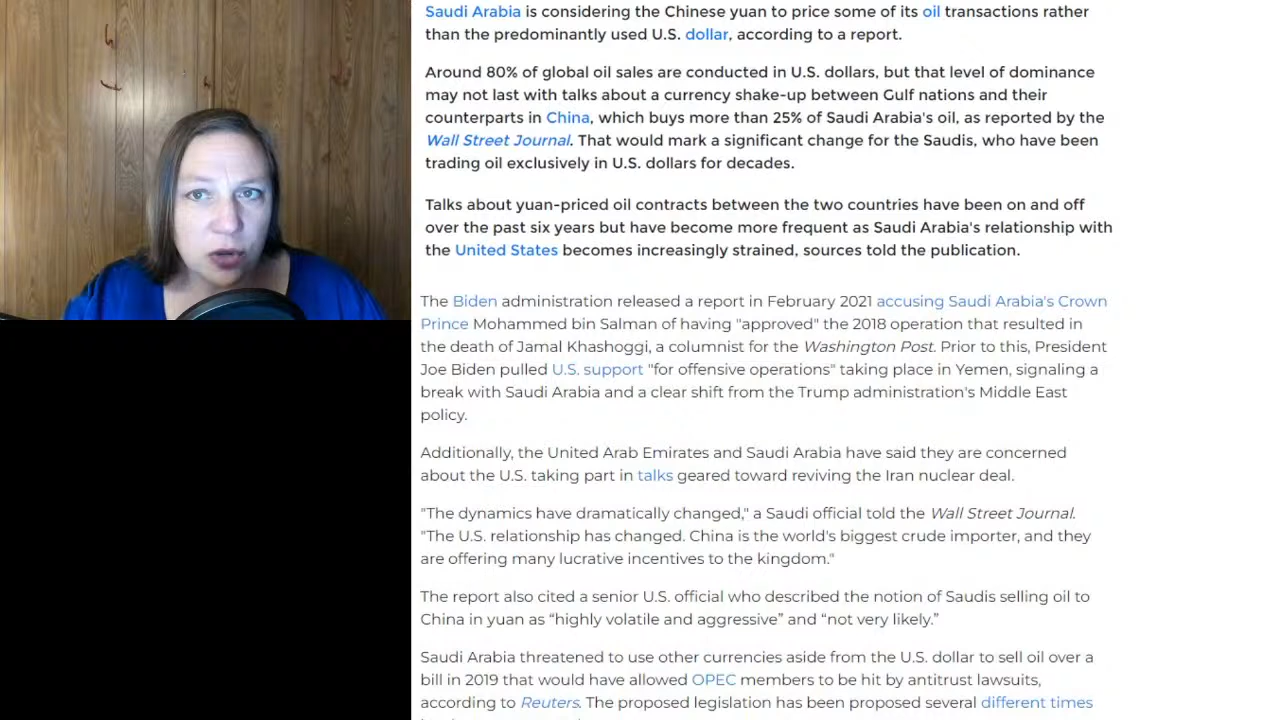 Saudi Arabia is considering the Chinese yuan to price some of its oil transactions rather
than the predominantly used U.S. dollar, according to a report.
Around 80% of global oil sales are conducted in U.S. dollars, but that level of dominance
may not last with talks about a currency shake-up between Gulf nations and their
counterparts in China, which buys more than 25% of Saudi Arabia's oil, as reported by the
Wall Street Journal. That would mark a significant change for the Saudis, who have been
trading oil exclusively in U.S. dollars for decades.
Talks about yuan-priced oil contracts between the two countries have been on and off
over the past six years but have become more frequent as Saudi Arabia's relationship with
the United States becomes increasingly strained, sources told the publication.
The Biden administration released a report in February 2021 accusing Saudi Arabia's Crown
Prince Mohammed bin Salman of having "approved" the 2018 operation that resulted in
the death of Jamal Khashoggi, a columnist for the Washington Post. Prior to this, President
Joe Biden pulled U.S. support "for offensive operations" taking place in Yemen, signaling a
break with Saudi Arabia and a clear shift from the Trump administration's Middle East
policy.
Additionally, the United Arab Emirates and Saudi Arabia have said they are concerned
about the U.S. taking part in talks geared toward reviving the Iran nuclear deal.
"The dynamics have dramatically changed," a Saudi official told the Wall Street Journal.
"The U.S. relationship has changed. China is the world's biggest crude importer, and they
are offering many lucrative incentives to the kingdom."
The report also cited a senior U.S. official who described the notion of Saudis selling oil to
China in yuan as “highly volatile and aggressive” and “not very likely.”
Saudi Arabia threatened to use other currencies aside from the U.S. dollar to sell oil over a
bill in 2019 that would have allowed OPEC members to be hit by antitrust lawsuits,
according to Reuters. The proposed legislation has been proposed several different times